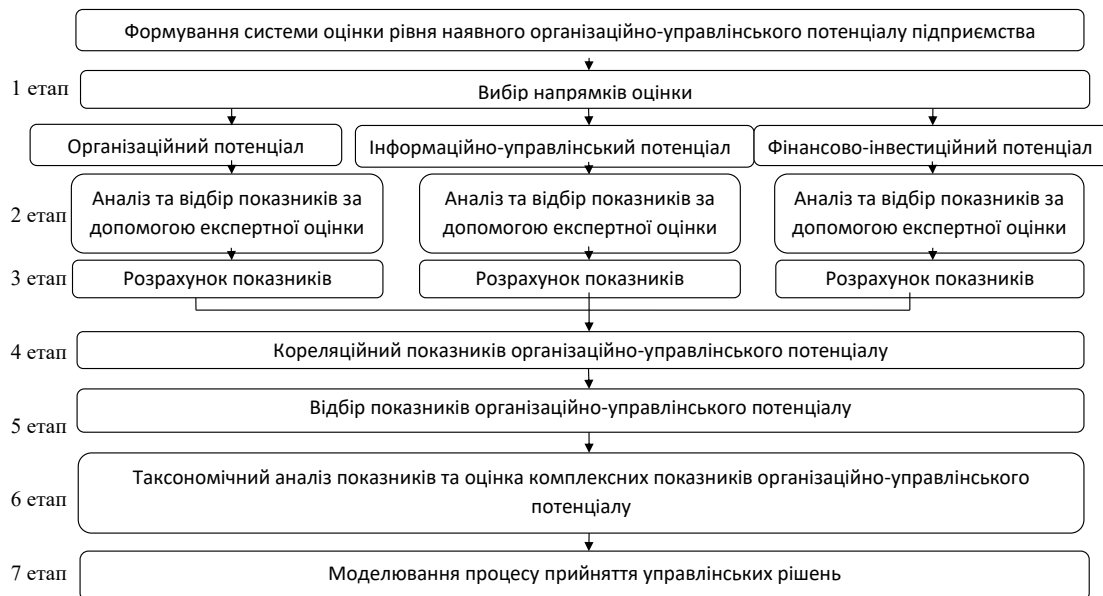 Формування системи оцінки рівня наявного організаційно-управлінського потенціалу підприємства
1 етап
Вибір напрямків оцінки
Організаційний потенціал
Інформаційно-управлінський потенціал
Фінансово-інвестиційний потенціал
2 етап
Аналіз та відбір показників за
допомогою експертної оцінки
Аналіз та відбір показників за
допомогою експертної оцінки
Аналіз та відбір показників за
допомогою експертної оцінки
3 етап
Розрахунок показників
Розрахунок показників
Розрахунок показників
4 етап
Кореляційний показників організаційно-управлінського потенціалу
Відбір показників організаційно-управлінського потенціалу
5 етап
Таксономічний аналіз показників та оцінка комплексних показників організаційно-управлінського
потенціалу
6 етап
7 етап
Моделювання процесу прийняття управлінських рішень